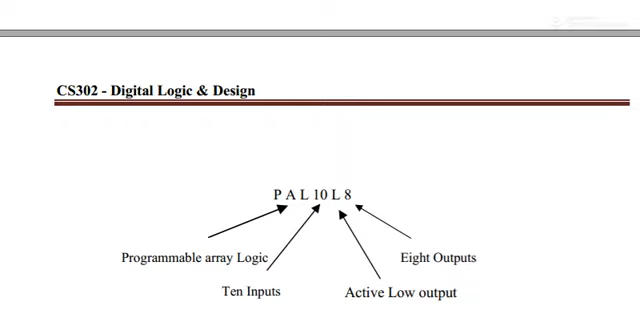 CS302 - Digital Logic & Design
P A L 10 L 8
Programmable array Logic
Eight Outputs
Ten Inputs
Active Low output